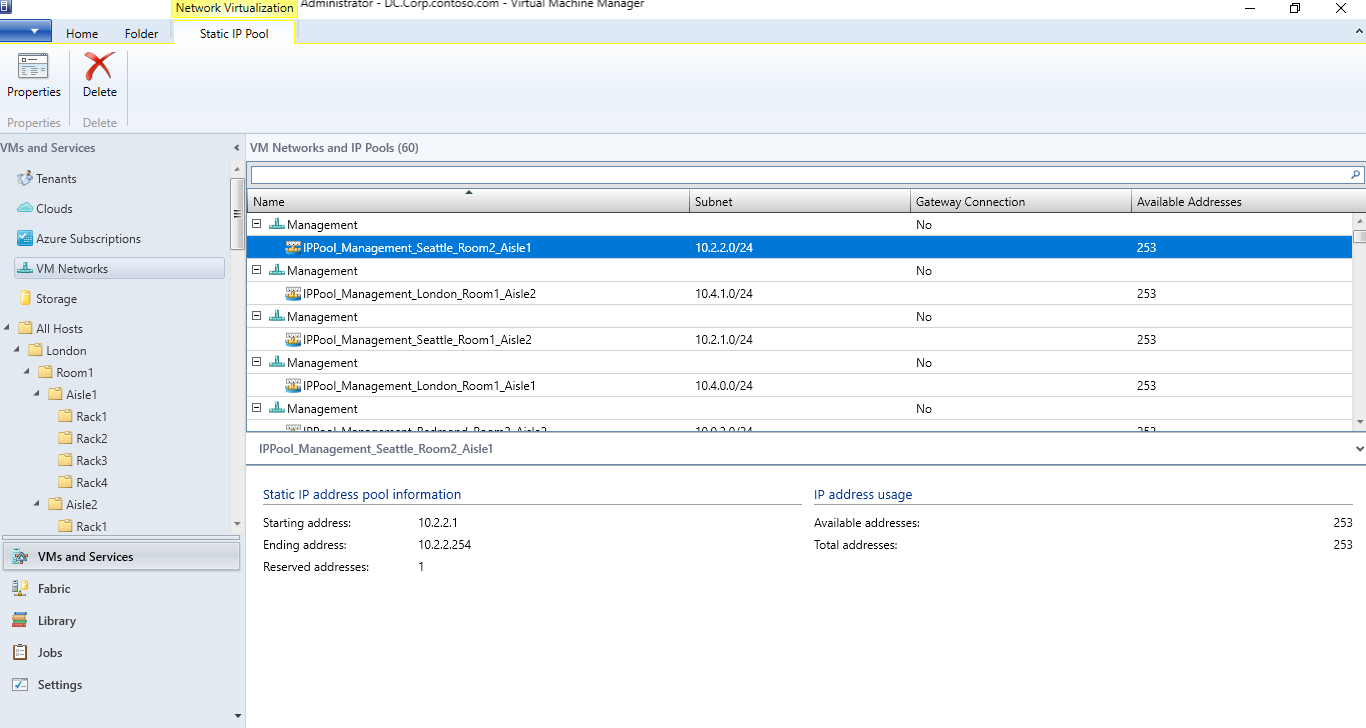 Network Virtualization Administrator - DC.Corp.contoso.com - Virtual Machine Manager
Home Folder Static IP Pool
Properties Delete
Properties Delete
VMs and Services
Tenants
Clouds
Azure Subscriptions
VM Networks
Storage
All Hosts
London
Room1
Aisle1
Rack1
Rack2
Rack3
Rack4
Aisle2
Rack1
VMs and Services
Fabric
Library
Jobs
Settings
VM Networks and IP Pools (60)
Name Subnet Gateway Connection Available Addresses
Management No
IPPool_Management_Seattle_Room2_Aisle1 10.2.2.0/24 253
Management No
IPPool_Management_London_Room1_Aisle2 10.4.1.0/24 253
Management No
IPPool_Management_Seattle_Room1_Aisle2 10.2.1.0/24 253
Management No
IPPool_Management_London_Room1_Aisle1 10.4.0.0/24 253
Management No
IPPool_Management_Seattle_Room2_Aisle1
Static IP address pool information
Starting address: 10.2.2.1
Ending address: 10.2.2.254
Reserved addresses: 1
IP address usage
Available addresses: 253
Total addresses: 253